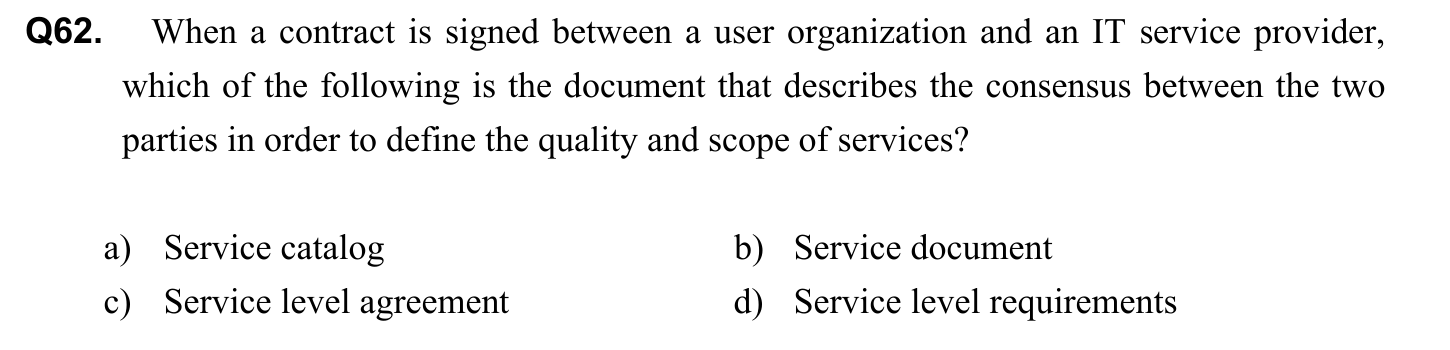 Q62. When a contract is signed between a user organization and an IT service provider,
which of the following is the document that describes the consensus between the two
parties in order to define the quality and scope of services?
a) Service catalog b) Service document
c) Service level agreement d) Service level requirements